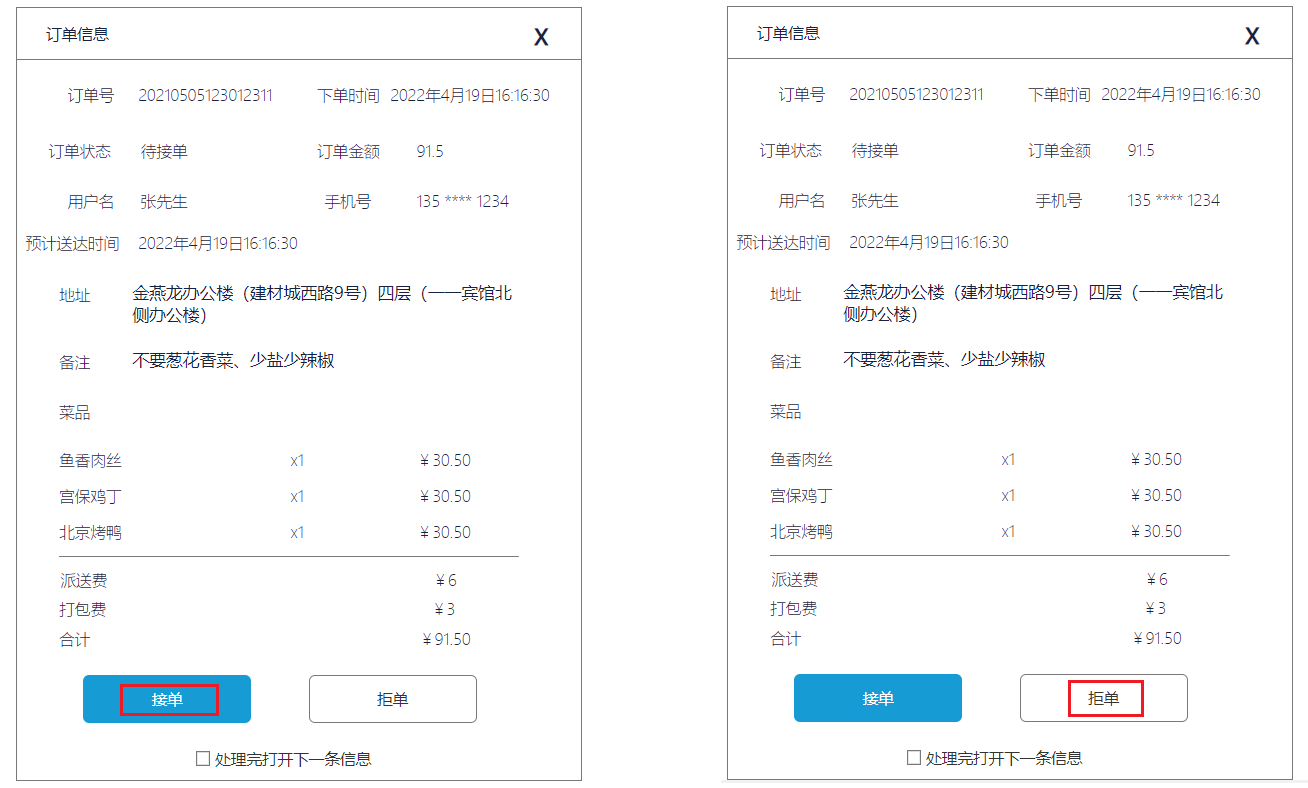 订单信息 X
订单号 20210505123012311 下单时间 2022年4月19日16:16:30
订单状态 待接单 订单金额 91.5
用户名 张先生 手机号 135 **** 1234
预计送达时间 2022年4月19日16:16:30
地址 金燕龙办公楼（建材城西路9号）四层（一一宾馆北
侧办公楼）
备注 不要葱花香菜、少盐少辣椒
菜品
鱼香肉丝 x1 ¥ 30.50
宫保鸡丁 x1 ¥ 30.50
北京烤鸭 x1 ¥ 30.50
派送费 ¥ 6
打包费 ¥ 3
合计 ¥ 91.50
接单 拒单
处理完打开下一条信息
订单信息 X
订单号 20210505123012311 下单时间 2022年4月19日16:16:30
订单状态 待接单 订单金额 91.5
用户名 张先生 手机号 135 **** 1234
预计送达时间 2022年4月19日16:16:30
地址 金燕龙办公楼（建材城西路9号）四层（一一宾馆北
侧办公楼）
备注 不要葱花香菜、少盐少辣椒
菜品
鱼香肉丝 x1 ¥ 30.50
宫保鸡丁 x1 ¥ 30.50
北京烤鸭 x1 ¥ 30.50
派送费 ¥ 6
打包费 ¥ 3
合计 ¥ 91.50
接单 拒单
处理完打开下一条信息